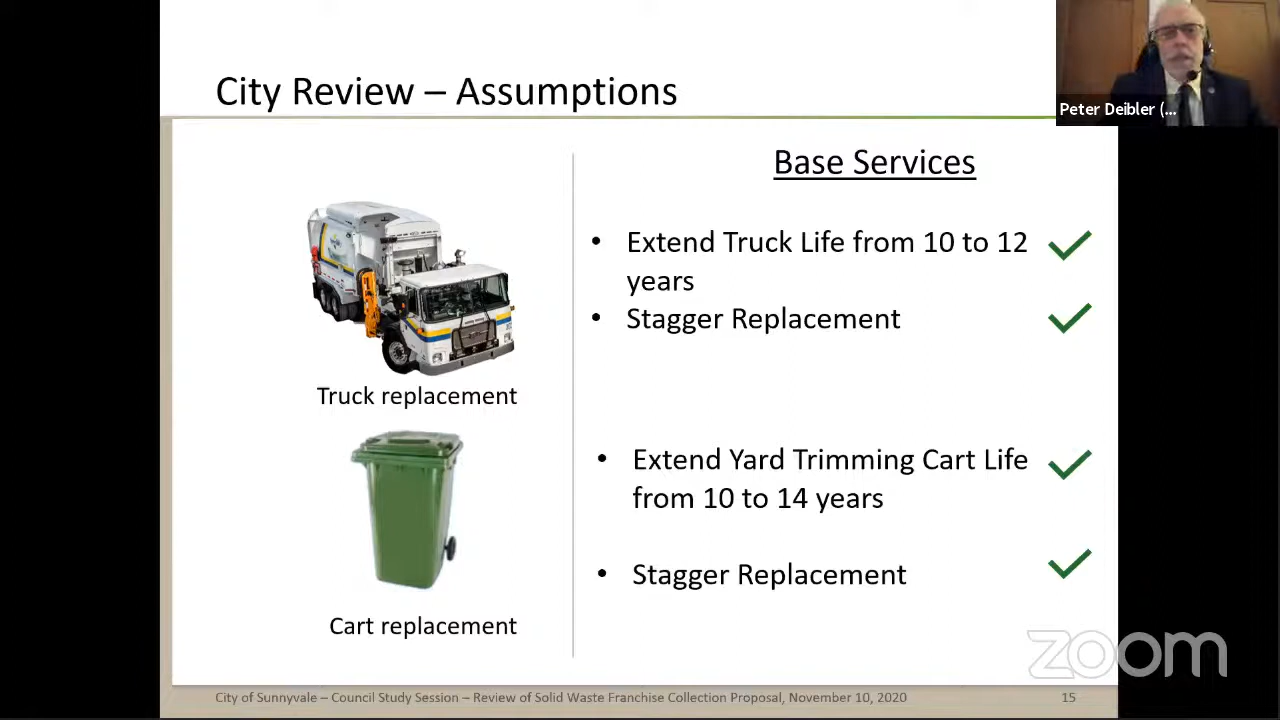 City Review – Assumptions
Peter Deibler (...
Base Services
• Extend Truck Life from 10 to 12
years
• Stagger Replacement
Truck replacement
• Extend Yard Trimming Cart Life
from 10 to 14 years
• Stagger Replacement
Cart replacement
zoom
City of Sunnyvale – Council Study Session – Review of Solid Waste Franchise Collection Proposal, November 10, 2020
15